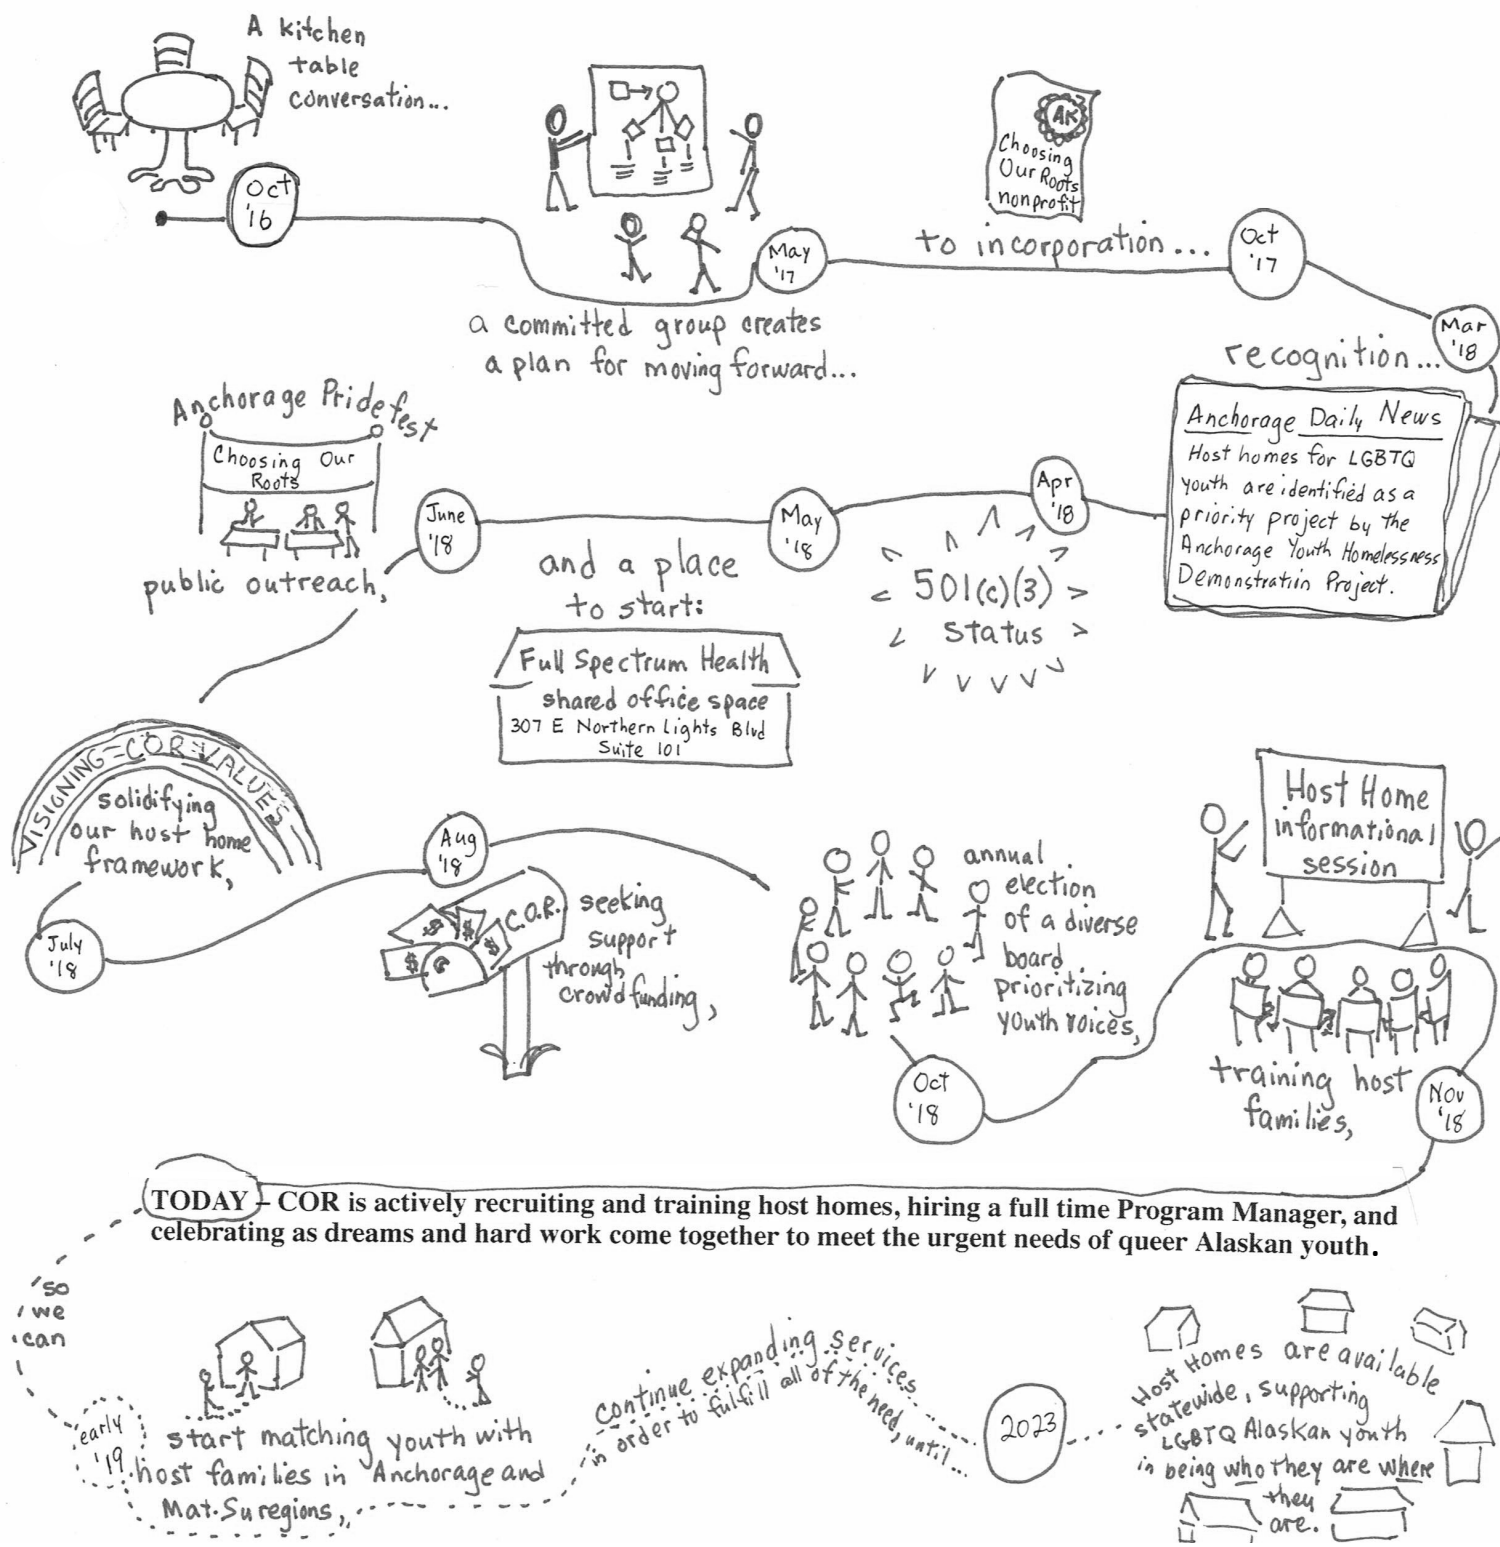 A kitchen
table
conversation...
Oct
'16
a committed group creates
a plan for moving forward...
May
'17
AK
Choosing
Our Roots
nonprofit
to incorporation...
Oct
'17
Mar
'18
recognition...
Anchorage Daily News
Host homes for LGBTQ
youth are identified as a
priority project by the
Anchorage Youth Homelessness
Demonstration Project.
Apr
'18
501(c)(3)
Status
May
'18
and a place
to start:
Full Spectrum Health
shared office space
307 E Northern Lights Blvd
Suite 101
June
'18
Anchorage Pridefest
Choosing Our
Roots
public outreach,
VISIGNING=COR=VALUES
solidifying
our host home
framework,
July
'18
Aug
'18
C.O.R.
$ $ $ $
seeking
support
through
crowdfunding,
annual
election
of a diverse
board
prioritizing
youth voices,
Oct
'18
Host Home
informational
session
training host
families,
Nov
'18
TODAY – COR is actively recruiting and training host homes, hiring a full time Program Manager, and
celebrating as dreams and hard work come together to meet the urgent needs of queer Alaskan youth.
so
we
can
early
'19
start matching youth with
host families in Anchorage and
Mat-Su regions,
continue expanding services
in order to fulfill all of the need, until...
2023
Host Homes are available
statewide, supporting
LGBTQ Alaskan youth
in being who they are where
they
are.